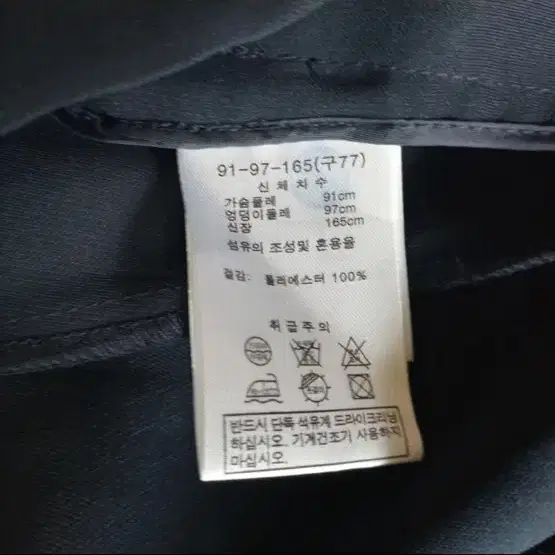 91-97-165(구77)
신 체 치 수
가슴둘레 91cm
엉덩이둘레 97cm
신장 165cm
섬유의 조성및 혼용율
겉감: 폴리에스터 100%
취 급 주 의
반드시 단독 석유계 드라이크리닝
하십시오. 기계건조기 사용하지
마십시오.